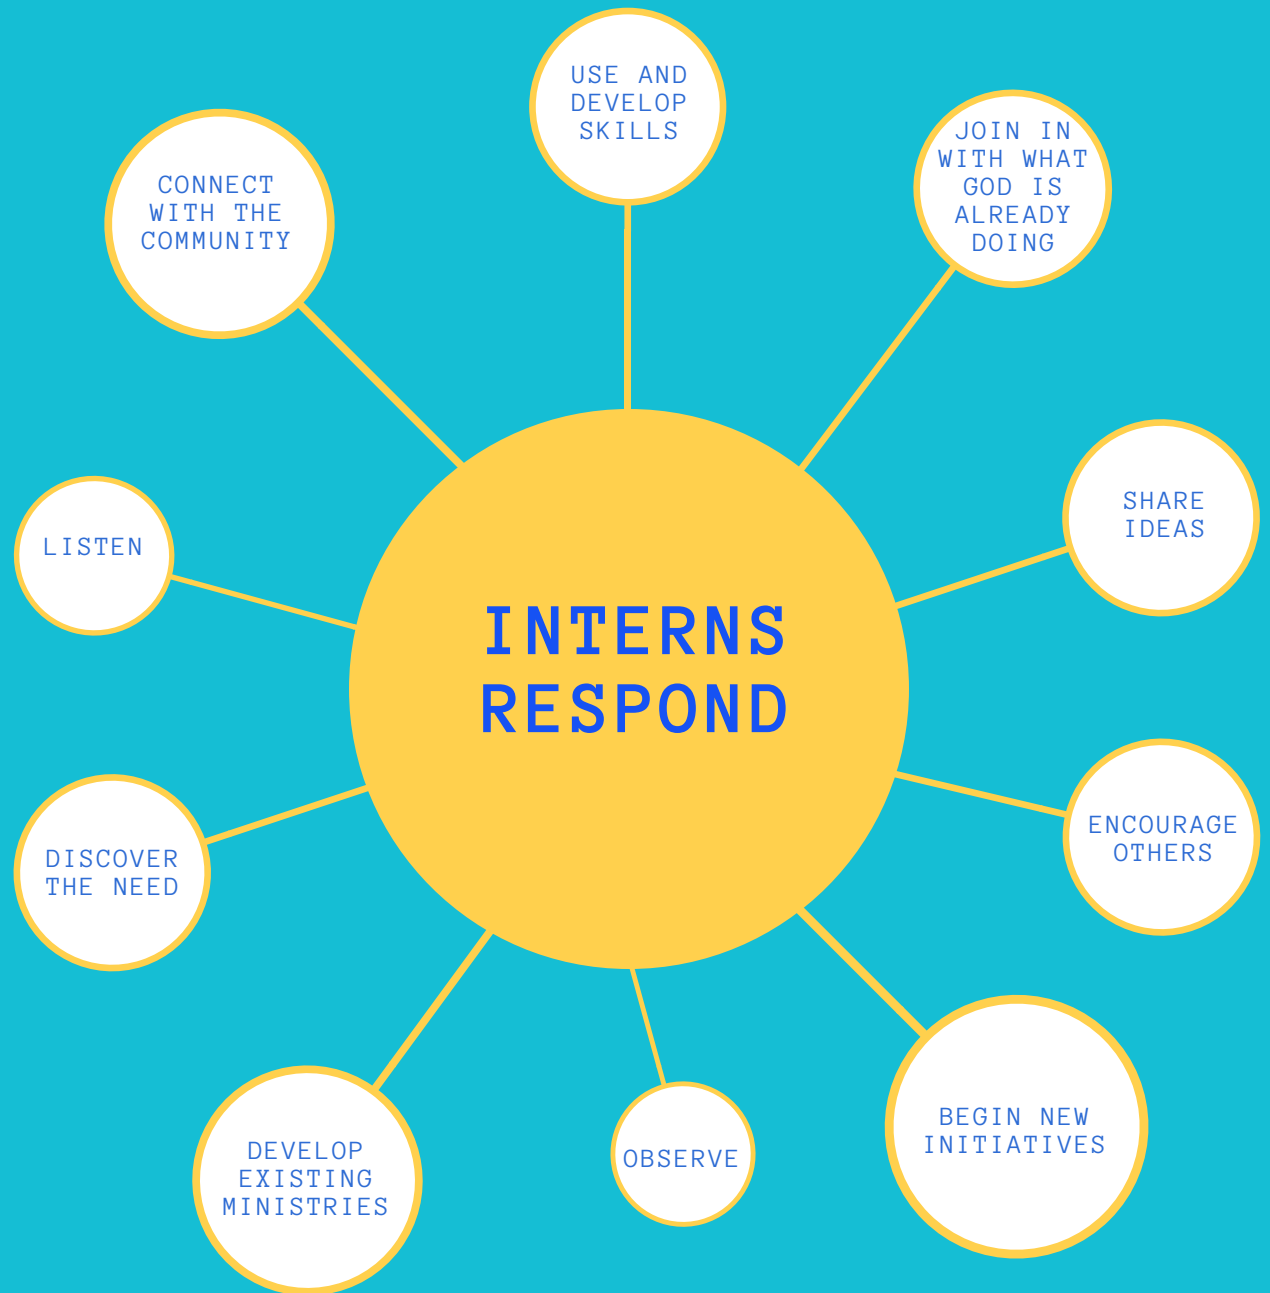 USE AND
DEVELOP
SKILLS
JOIN IN
WITH WHAT
GOD IS
ALREADY
DOING
CONNECT
WITH THE
COMMUNITY
SHARE
IDEAS
LISTEN
INTERNS
RESPOND
ENCOURAGE
OTHERS
DISCOVER
THE NEED
BEGIN NEW
INITIATIVES
OBSERVE
DEVELOP
EXISTING
MINISTRIES